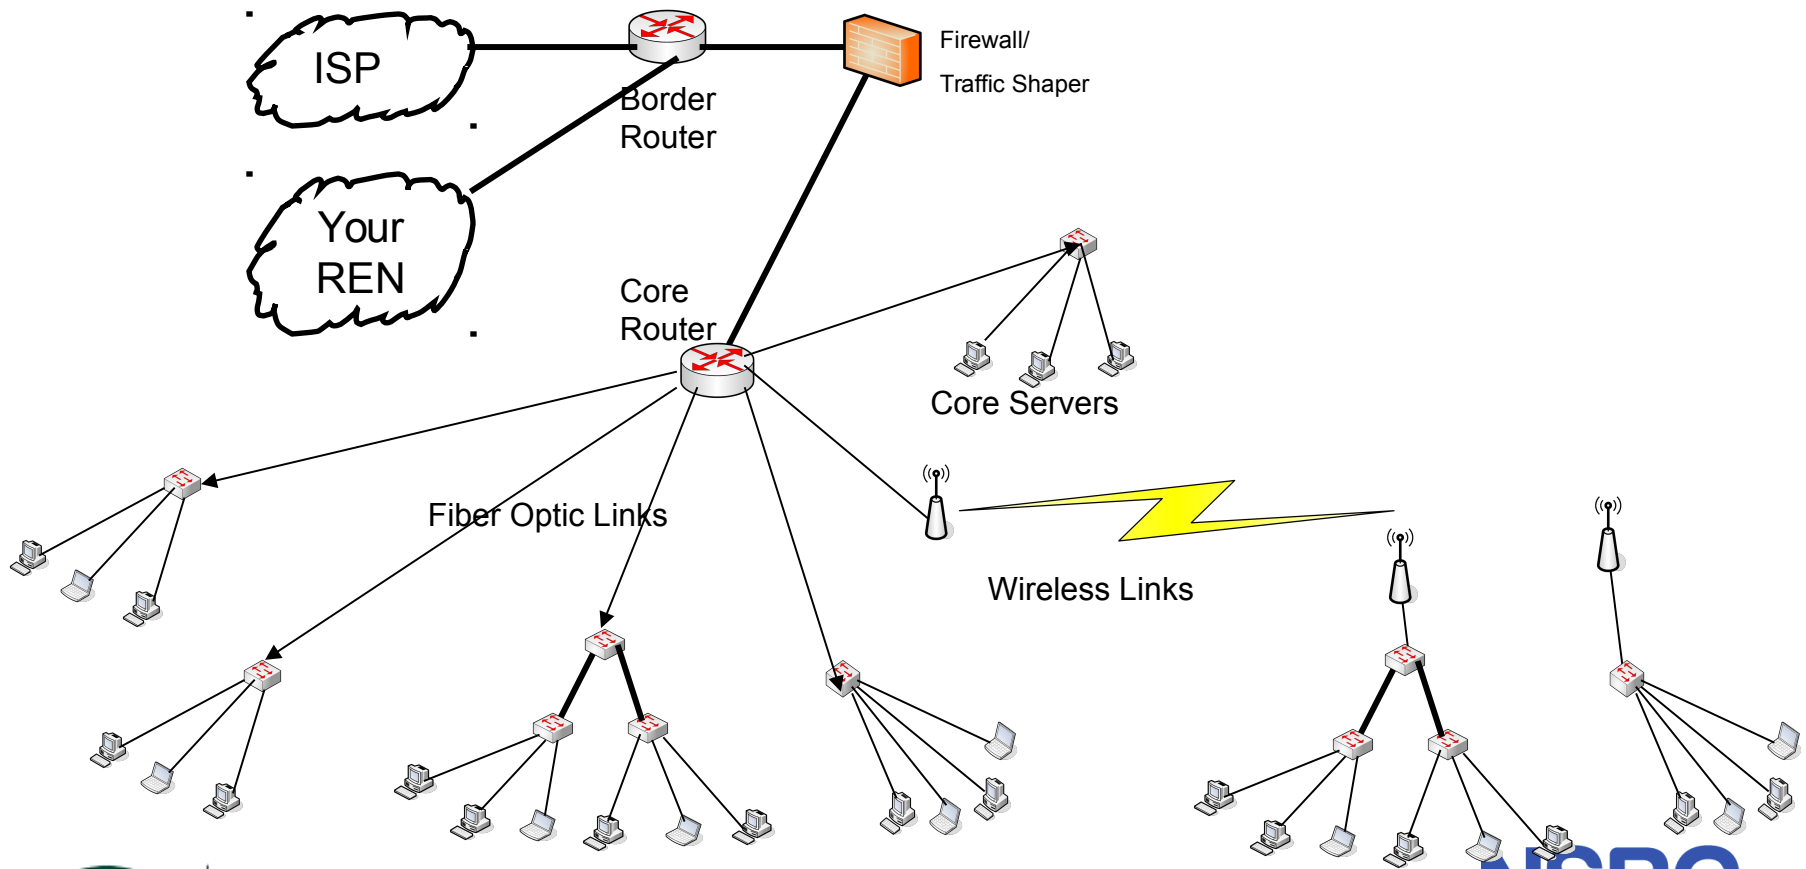 ISP
Firewall/
Traffic Shaper
Border
Router
Your
REN
Core
Router
Core Servers
Fiber Optic Links
Wireless Links